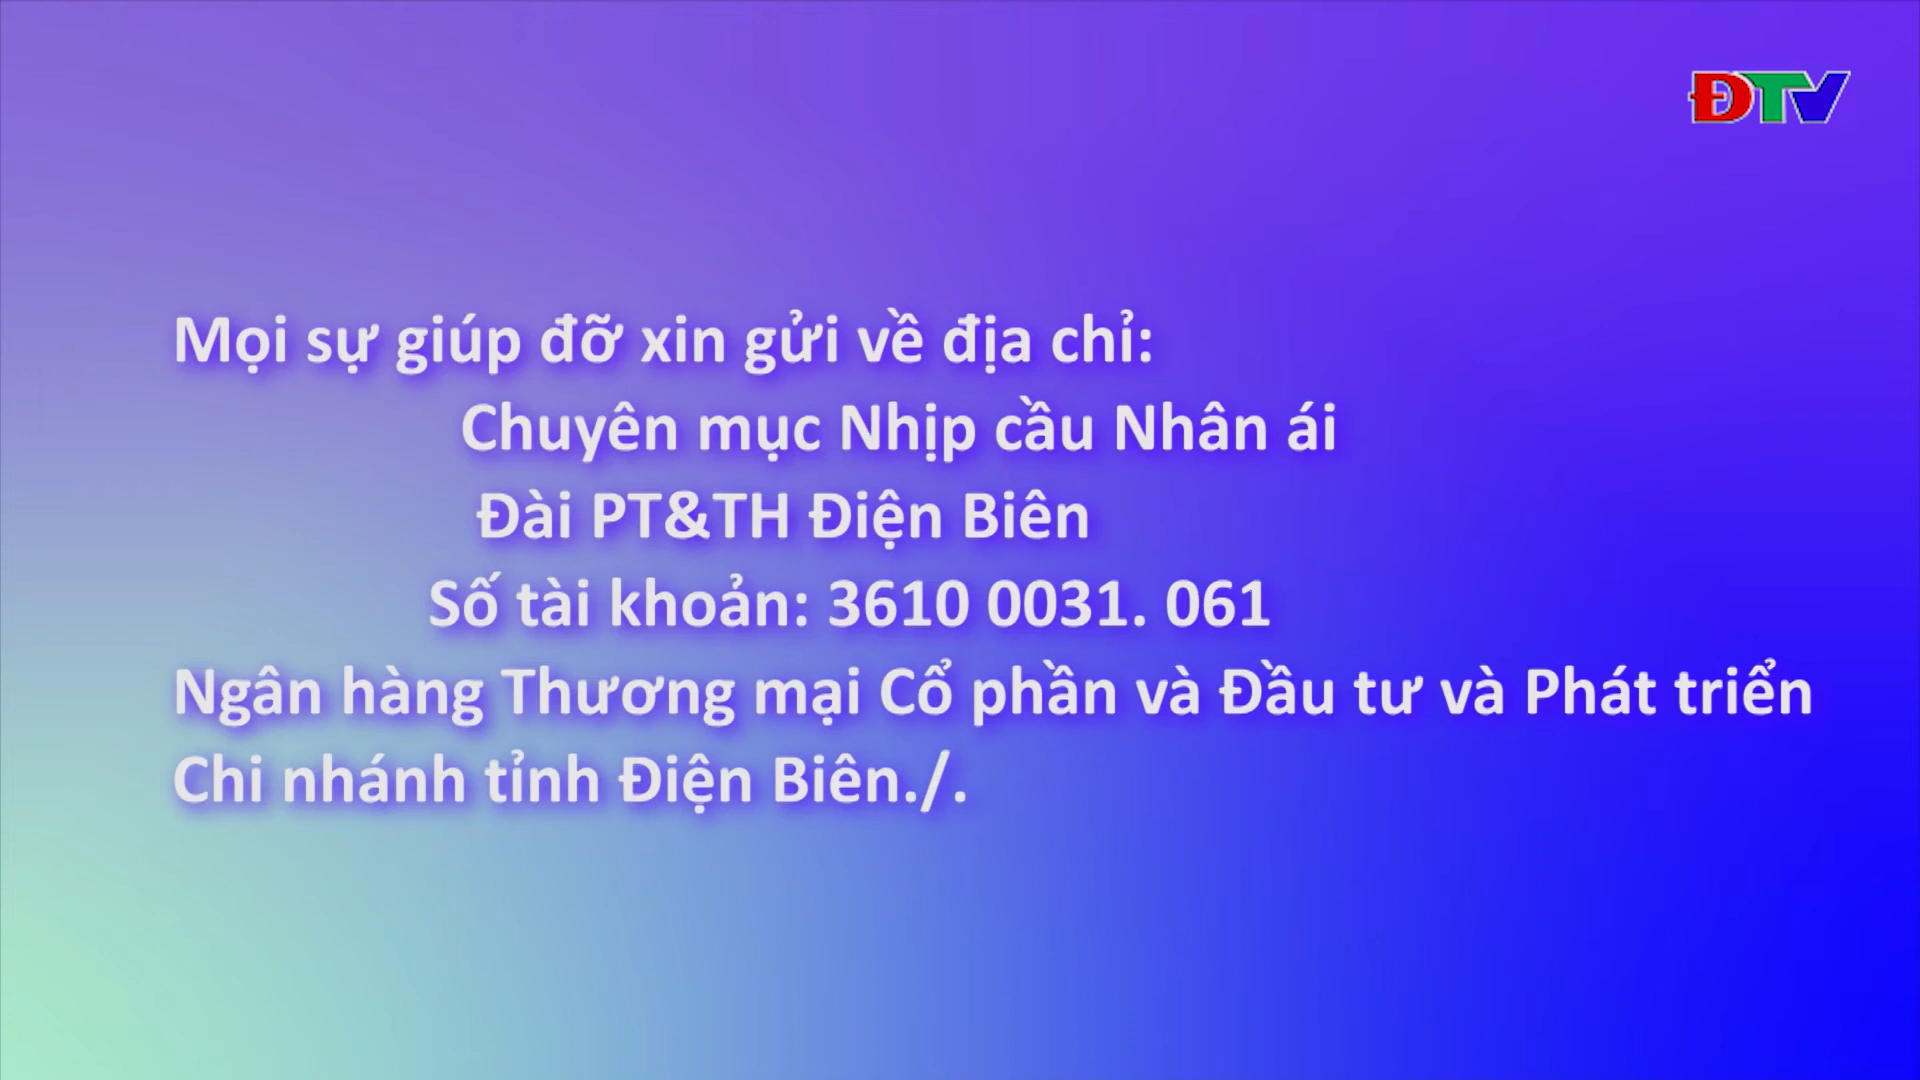 ĐTV
Mọi sự giúp đỡ xin gửi về địa chỉ:
Chuyên mục Nhịp cầu Nhân ái
Đài PT&TH Điện Biên
Số tài khoản: 3610 0031. 061
Ngân hàng Thương mại Cổ phần và Đầu tư và Phát triển
Chi nhánh tỉnh Điện Biên./.